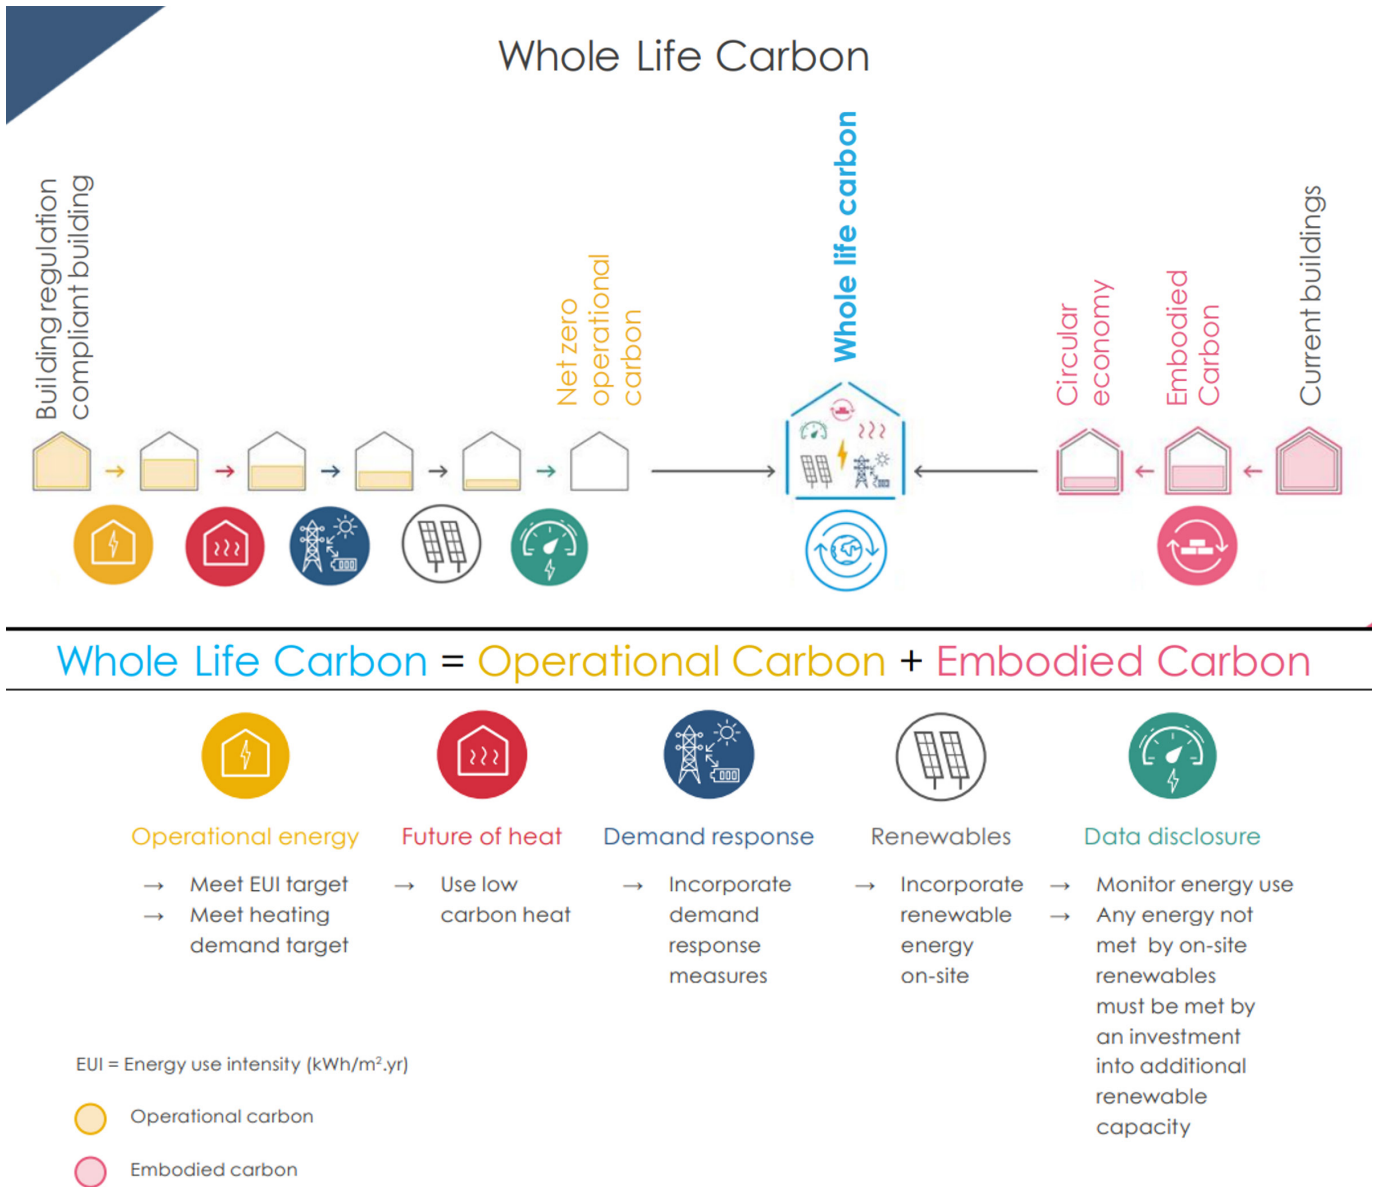 Whole Life Carbon
Building regulation
compliant building
Net zero
operational
carbon
Whole life carbon
Circular
economy
Embodied
Carbon
Current buildings
Whole Life Carbon = Operational Carbon + Embodied Carbon
Operational energy
→ Meet EUI target
→ Meet heating
demand target
Future of heat
→ Use low
carbon heat
Demand response
→ Incorporate
demand
response
measures
Renewables
→ Incorporate
renewable
energy
on-site
Data disclosure
→ Monitor energy use
→ Any energy not
met by on-site
renewables
must be met by
an investment
into additional
renewable
capacity
EUI = Energy use intensity (kWh/m².yr)
Operational carbon
Embodied carbon